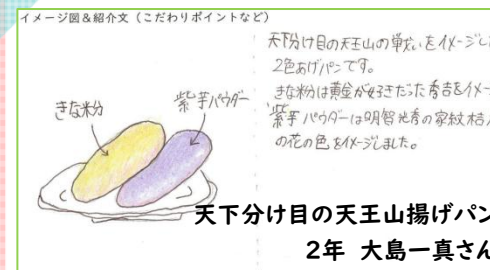 イメージ図＆紹介文（こだわりポイントなど）
天下分け目の天王山の戦いをイメージし
2色あげパンです。
きな粉は黄金が好きだった秀吉をイメー
紫芋パウダーは明智光秀の家紋桔
の花の色をイメージしました。
きな粉
紫芋パウダー
天下分け目の天王山揚げパン
2年 大島一真さん